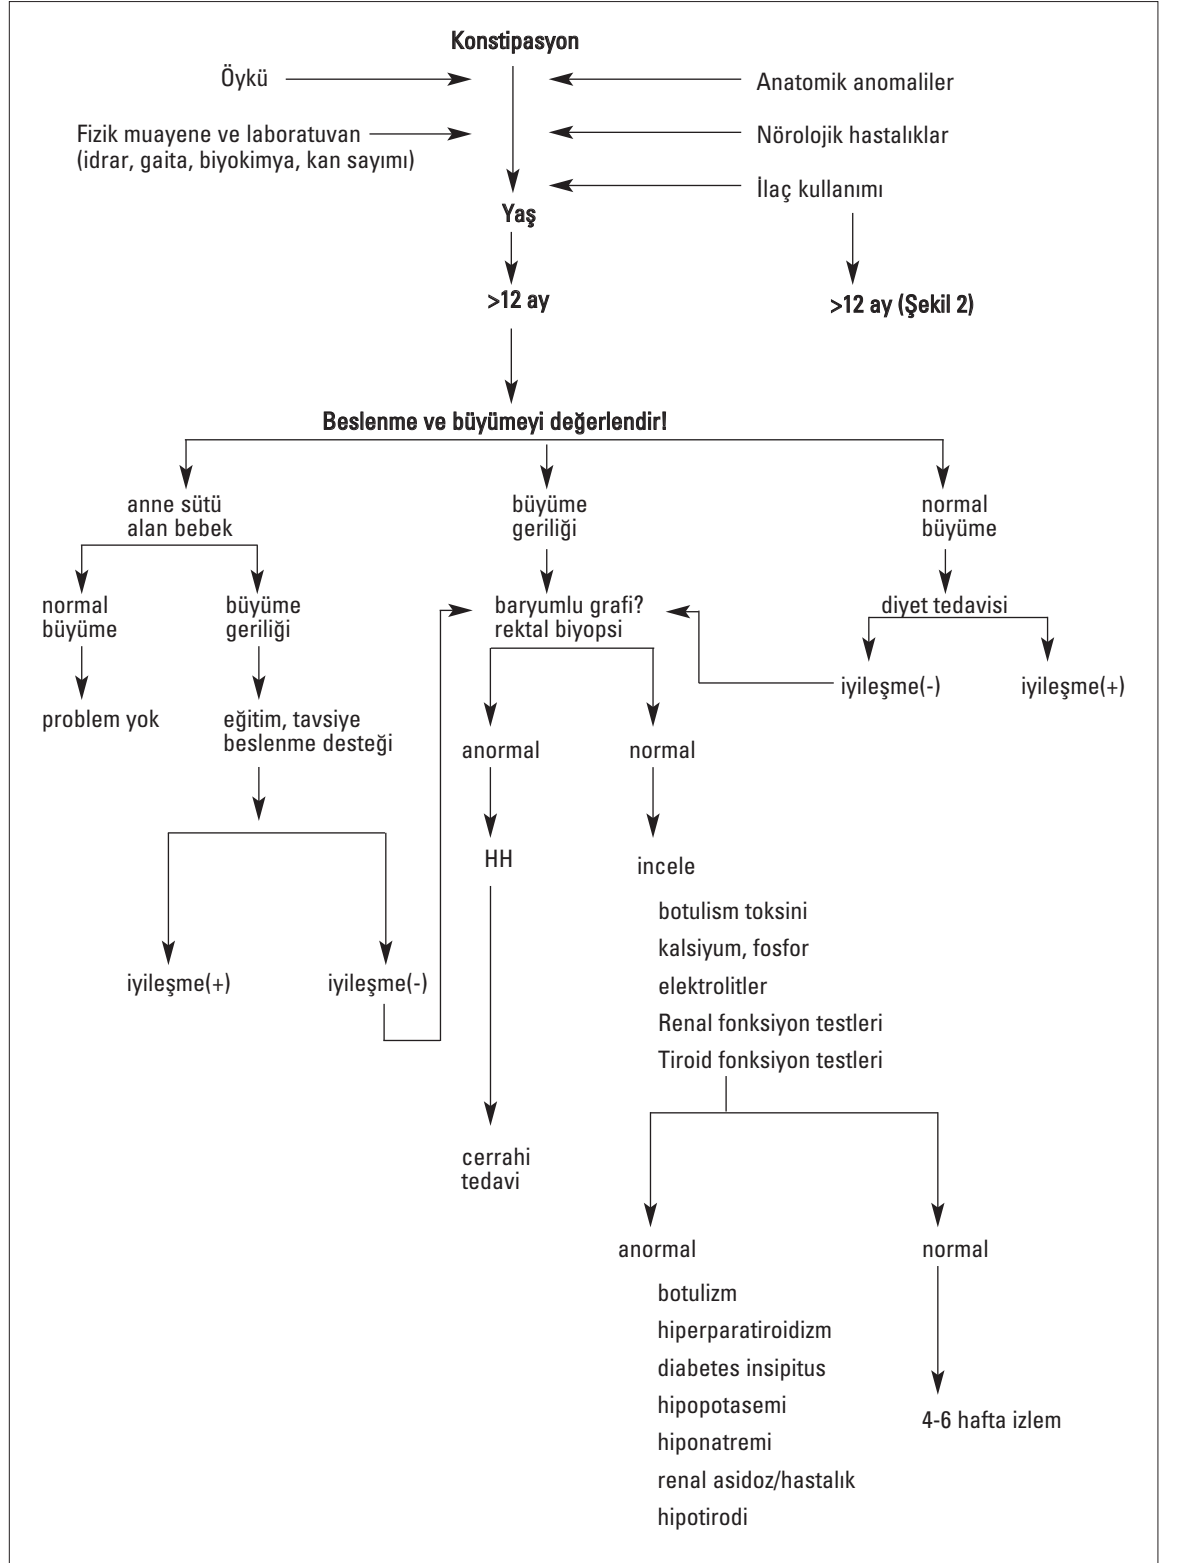 Konstipasyon
Öykü
Anatomik anomaliler
Fizik muayene ve laboratuvan
(idrar, gaita, biyokimya, kan sayımı)
Nörolojik hastalıklar
İlaç kullanımı
Yaş
>12 ay
>12 ay (Şekil 2)
Beslenme ve büyümeyi değerlendir!
anne sütü
alan bebek
büyüme
geriliği
normal
büyüme
normal
büyüme
büyüme
geriliği
baryumlu grafi?
rektal biyopsi
diyet tedavisi
iyileşme(-)
iyileşme(+)
problem yok
eğitim, tavsiye
beslenme desteği
anormal
normal
HH
incele
botulism toksini
kalsiyum, fosfor
elektrolitler
Renal fonksiyon testleri
Tiroid fonksiyon testleri
iyileşme(+)
iyileşme(-)
cerrahi
tedavi
anormal
normal
botulizm
hiperparatiroidizm
diabetes insipitus
hipopotasemi
hiponatremi
renal asidoz/hastalık
hipotirodi
4-6 hafta izlem